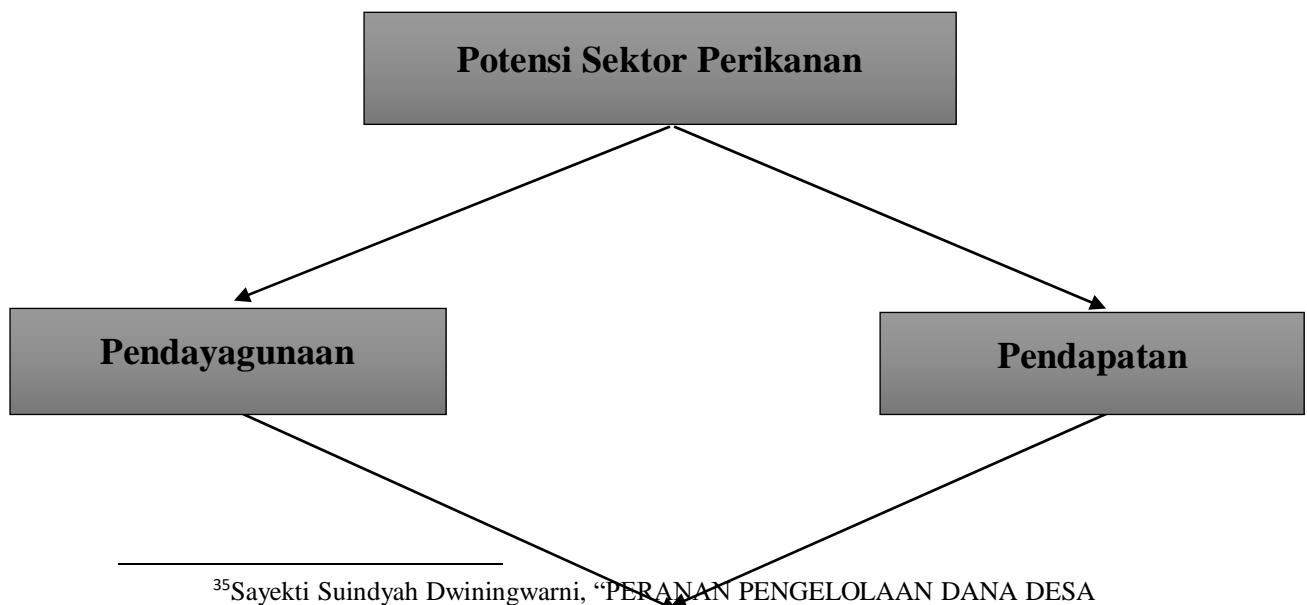 Potensi Sektor Perikanan
Pendayagunaan
Pendapatan
³⁵Sayekti Suindyah Dwiningwarni, “PERANAN PENGELOLAAN DANA DESA